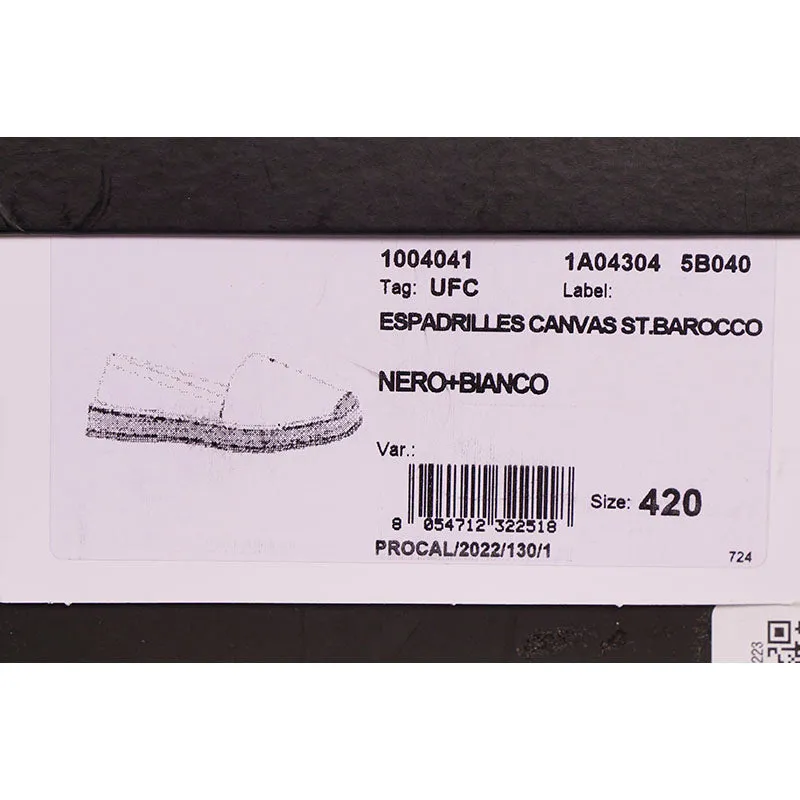 1004041 1A04304 5B040
Tag: UFC Label:
ESPADRILLES CANVAS ST.BAROCCO
NERO+BIANCO
Var.:
Size: 420
8 054712 322518
PROCAL/2022/130/1
724
223